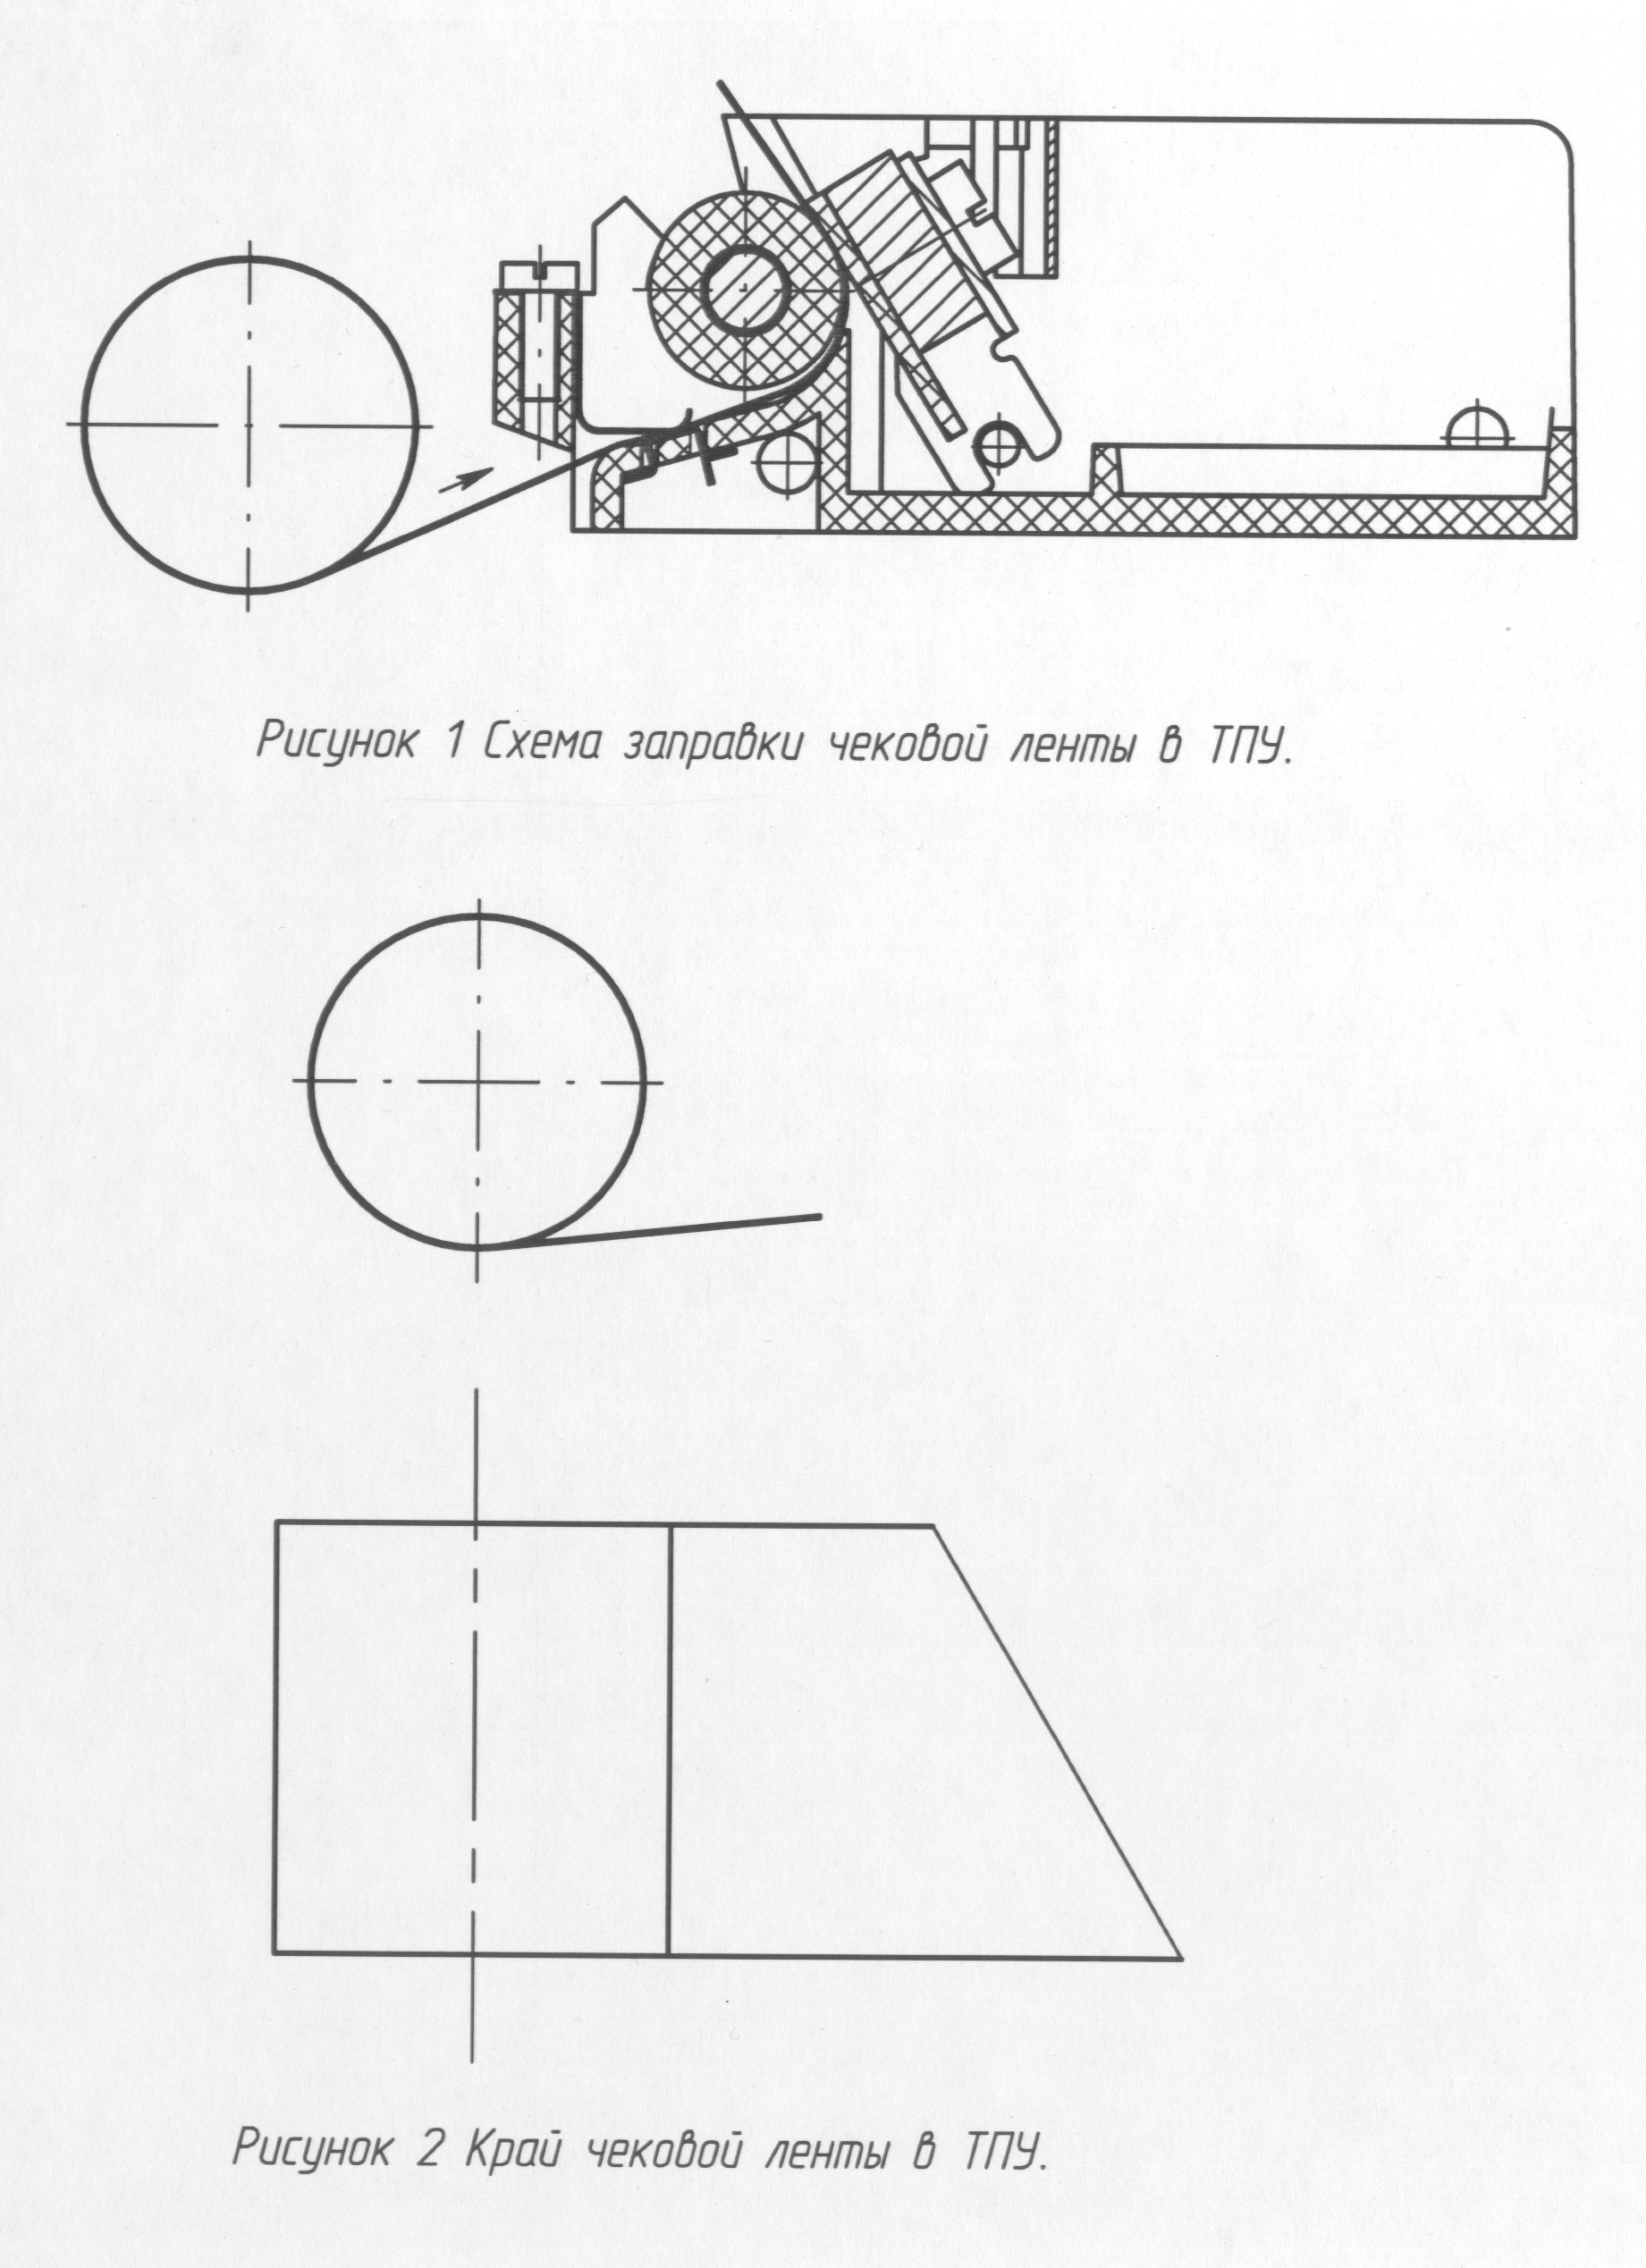 Рисунок 1 Схема заправки чековой ленты в ТПУ.
Рисунок 2 Край чековой ленты в ТПУ.